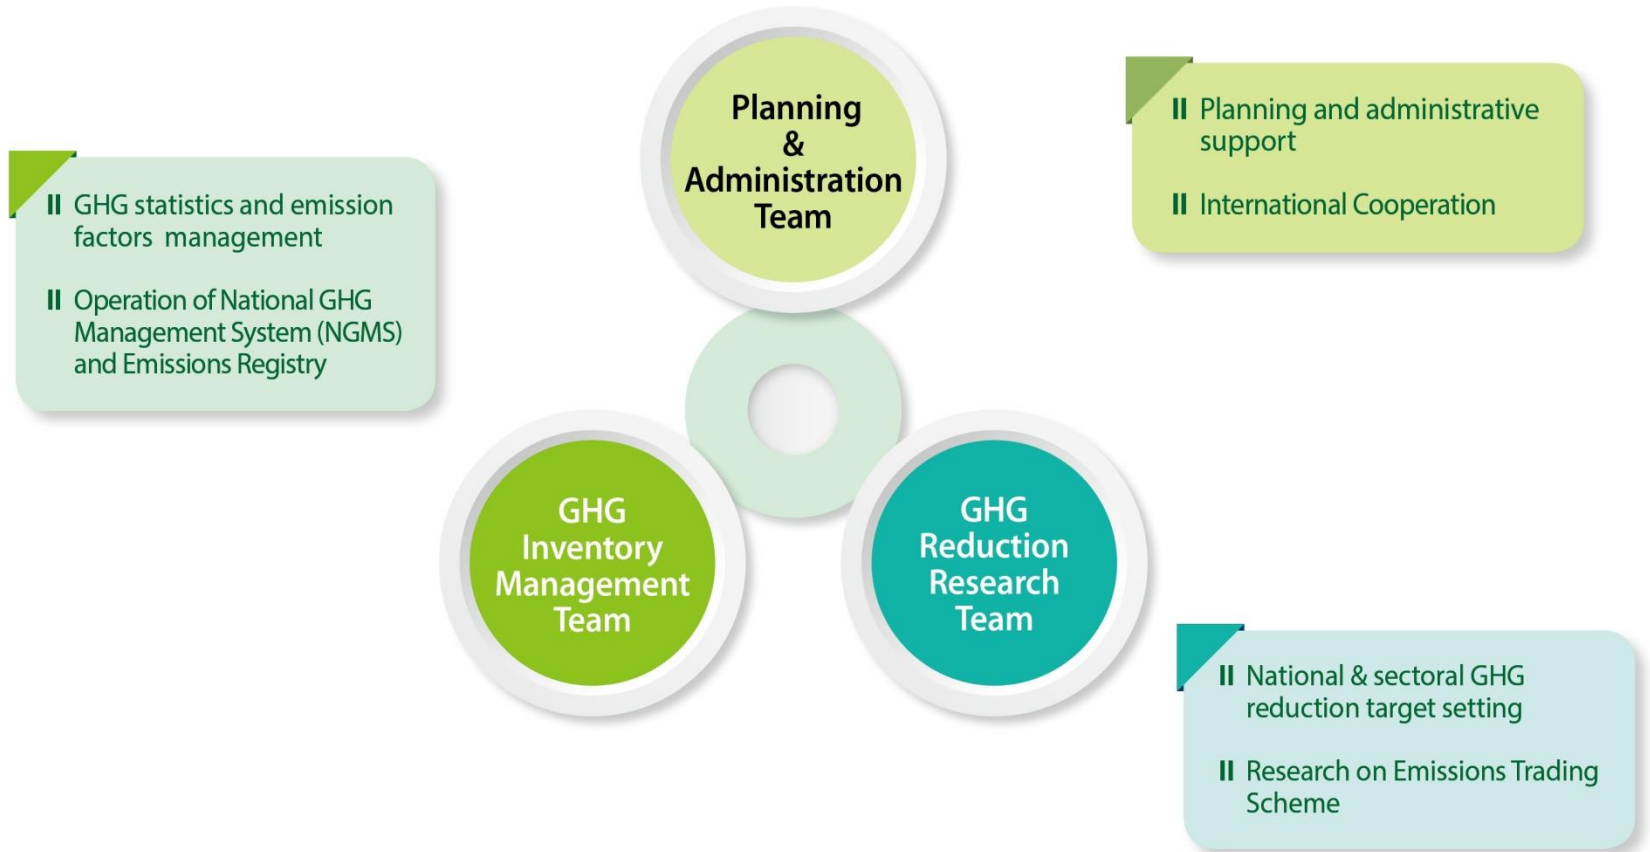 Planning
&
Administration
Team
II Planning and administrative
support
II International Cooperation
II GHG statistics and emission
factors management
II Operation of National GHG
Management System (NGMS)
and Emissions Registry
GHG
Inventory
Management
Team
GHG
Reduction
Research
Team
II National & sectoral GHG
reduction target setting
II Research on Emissions Trading
Scheme